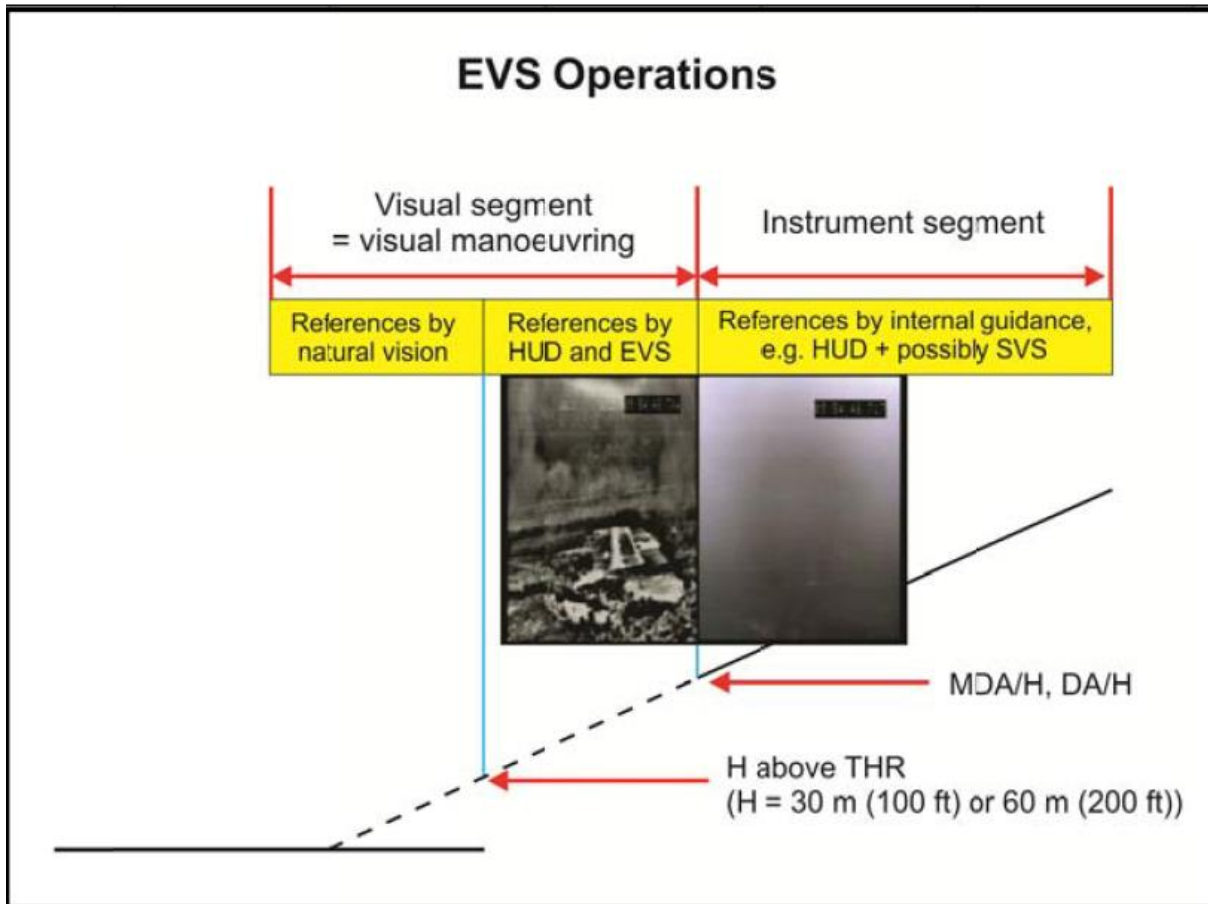 EVS Operations
Visual segment
= visual manoeuvring
Instrument segment
References by
natural vision
References by
HUD and EVS
References by internal guidance,
e.g. HUD + possibly SVS
MDA/H, DA/H
H above THR
(H = 30 m (100 ft) or 60 m (200 ft))